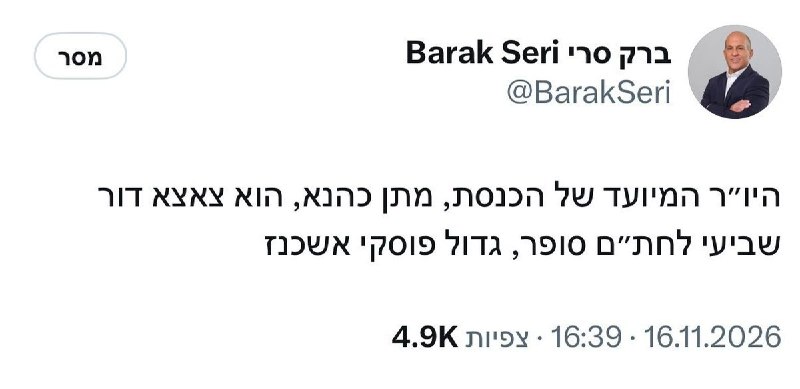 ברק סרי Barak Seri
@BarakSeri
מסר
היו״ר המיועד של הכנסת, מתן כהנא, הוא צאצא דור
שביעי לחת״ם סופר, גדול פוסקי אשכנז
16.11.2026 · 16:39 · צפיות 4.9K